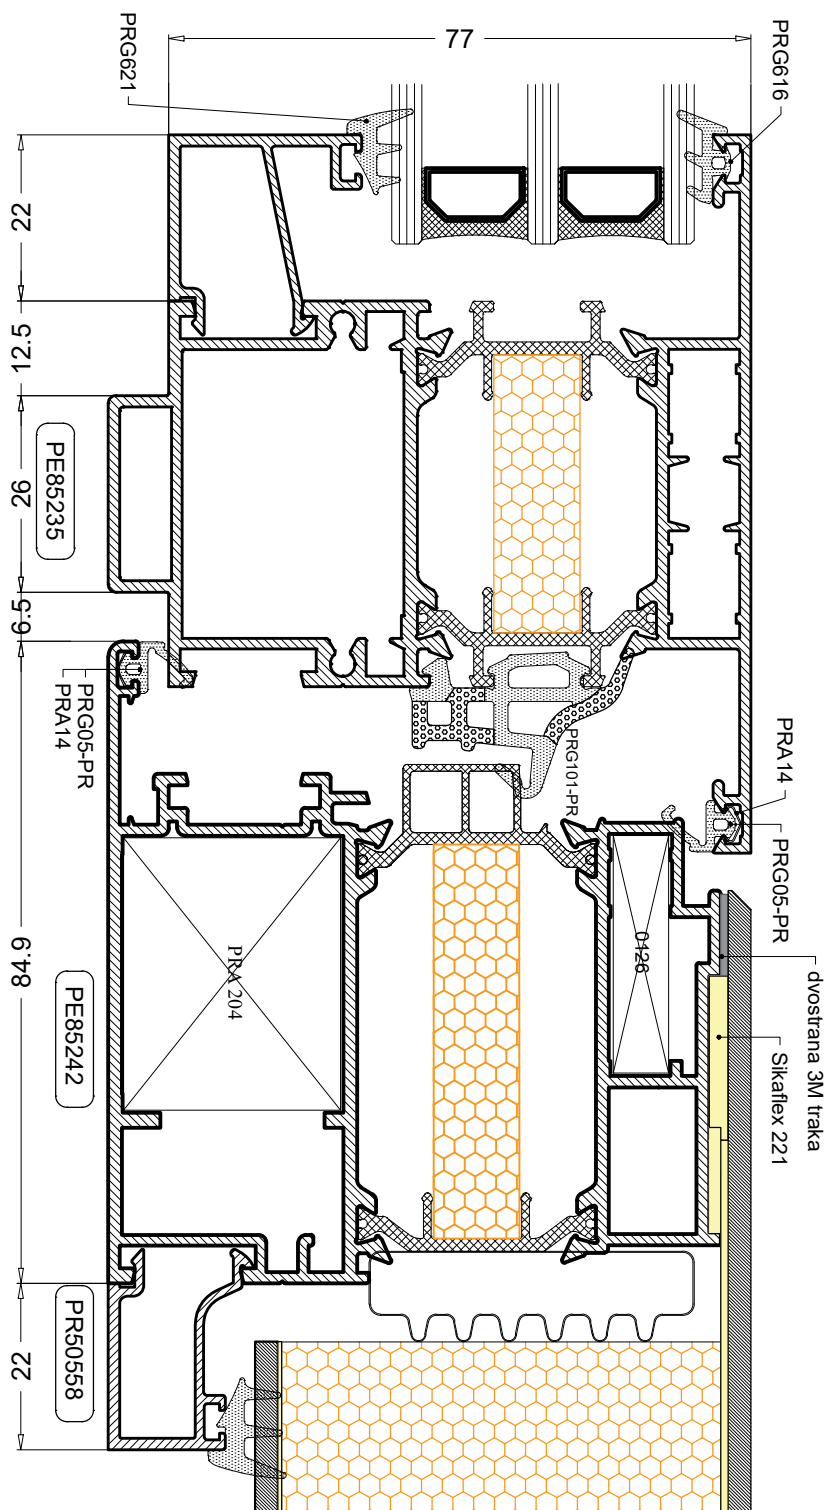 77
PRG621
PRG616
22
12.5
26
6.5
PE85235
PRG05-PR
PRA14
PRG101-PR
PRA14
PRG05-PR
dvostrana 3M traka
Sikaflex 221
0126
PRA 204
84.9
PE85242
PR50558
22